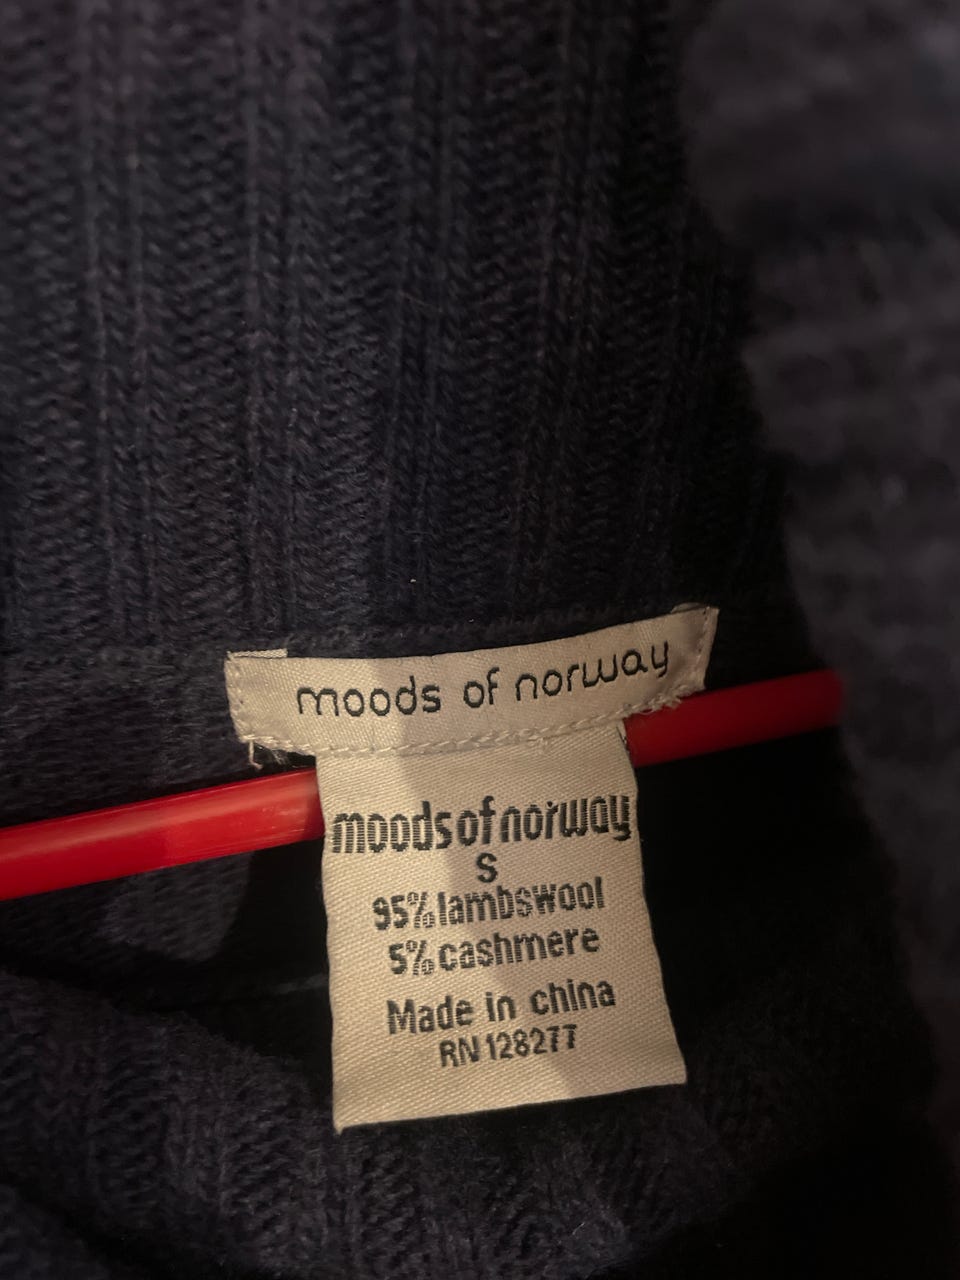 moods of norway
moodsofnorway
S
95%lambswool
5% cashmere
Made in china
RN 128277